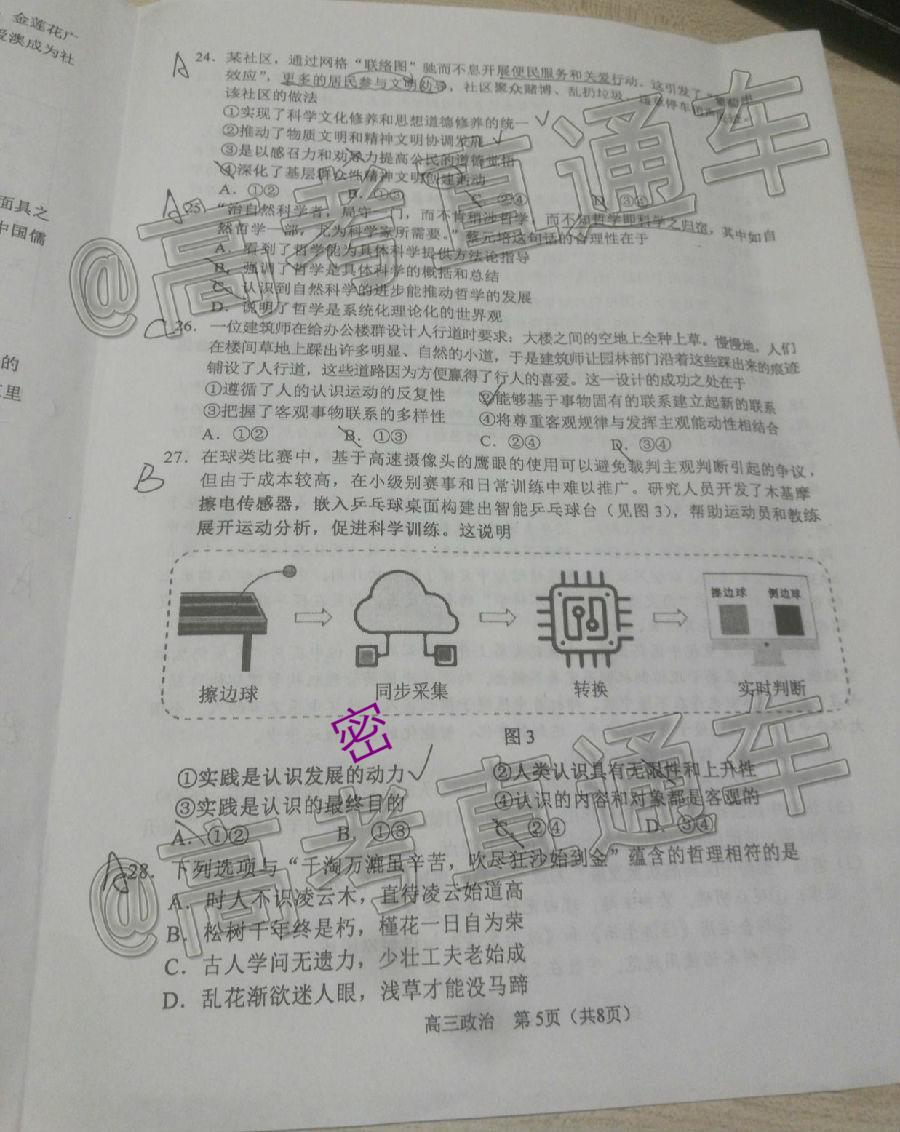 金莲花广
爱澳成为社
面具之
中国儒
的
里
A
24. 某社区，通过网格“联络图”驰而不息开展便民服务和关爱行动。这引发了“葡萄串
效应”，更多的居民参与文明劝导，社区聚众赌博、乱扔垃圾、违章停车
该社区的做法
①实现了科学文化修养和思想道德修养的统一
②推动了物质文明和精神文明协调发展
③是以感召力和劝导力提高公民的道德觉悟
④深化了基层群众性精神文明创建活动
A. ①② B. ①③ C. ②④ D. ③④
A
25. “治自然科学者，局守一门，而不肯稍涉哲学，而不知哲学即科学之归宿，其中如自
然哲学一部，尤为科学家所需要。”蔡元培这句话的合理性在于
A. 看到了哲学能为具体科学提供方法论指导
B. 强调了哲学是具体科学的概括和总结
C. 认识到自然科学的进步能推动哲学的发展
D. 说明了哲学是系统化理论化的世界观
C
26. 一位建筑师在给办公楼群设计人行道时要求：大楼之间的空地上全种上草。慢慢地，人们
在楼间草地上踩出许多明显、自然的小道，于是建筑师让园林部门沿着这些踩出来的痕迹
铺设了人行道，这些道路因为方便赢得了行人的喜爱。这一设计的成功之处在于
①遵循了人的认识运动的反复性 ②能够基于事物固有的联系建立起新的联系
③把握了客观事物联系的多样性 ④将尊重客观规律与发挥主观能动性相结合
A. ①② B. ①③ C. ②④ D. ③④
B
27. 在球类比赛中，基于高速摄像头的鹰眼的使用可以避免裁判主观判断引起的争议，
但由于成本较高，在小级别赛事和日常训练中难以推广。研究人员开发了木基摩
擦电传感器，嵌入乒乓球桌面构建出智能乒乓球台（见图3），帮助运动员和教练
展开运动分析，促进科学训练。这说明
擦边球 侧边球
擦边球 同步采集 转换 实时判断
密
图3
①实践是认识发展的动力 ②人类认识具有无限性和上升性
③实践是认识的最终目的 ④认识的内容和对象都是客观的
A. ①② B. ①③ C. ②④ D. ③④
A
28. 下列选项与“千淘万漉虽辛苦，吹尽狂沙始到金”蕴含的哲理相符的是
A. 时人不识凌云木，直待凌云始道高
B. 松树千年终是朽，槿花一日自为荣
C. 古人学问无遗力，少壮工夫老始成
D. 乱花渐欲迷人眼，浅草才能没马蹄
高三政治 第5页（共8页）
@高考直通车
@高考直通车